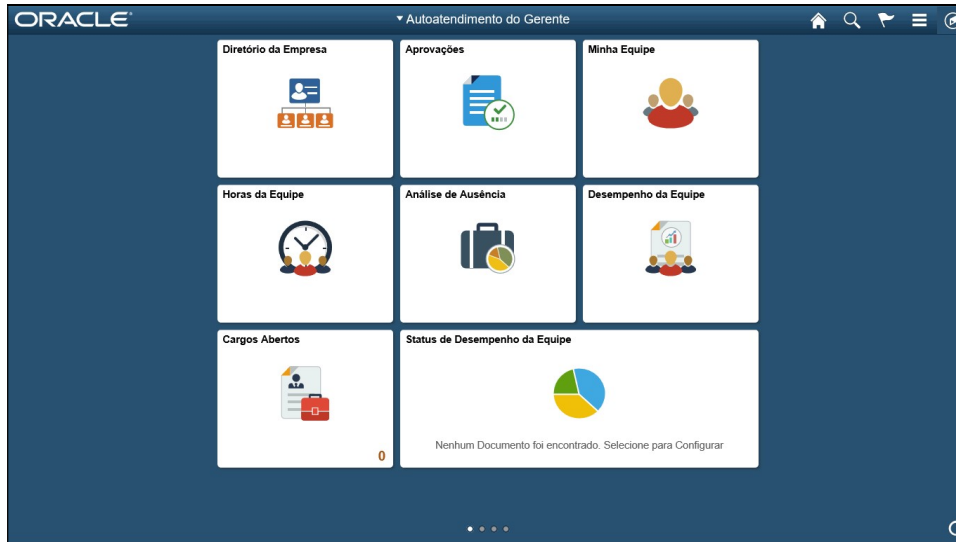 ORACLE
Autoatendimento do Gerente
Diretório da Empresa
Aprovações
Minha Equipe
Horas da Equipe
Análise de Ausência
Desempenho da Equipe
Cargos Abertos
0
Status de Desempenho da Equipe
Nenhum Documento foi encontrado. Selecione para Configurar